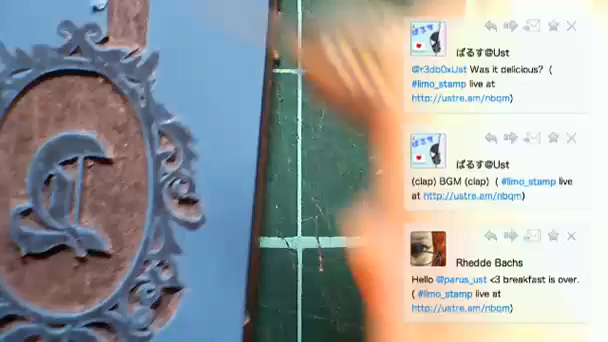 ぱるす@Ust
@r3db0xUst Was it delicious? (
#limo_stamp live at
http://ustre.am/nbqm)
ぱるす@Ust
(clap) BGM (clap) ( #limo_stamp live
at http://ustre.am/nbqm)
Rhedde Bachs
Hello @parus_ust <3 breakfast is over.
( #limo_stamp live at
http://ustre.am/nbqm)